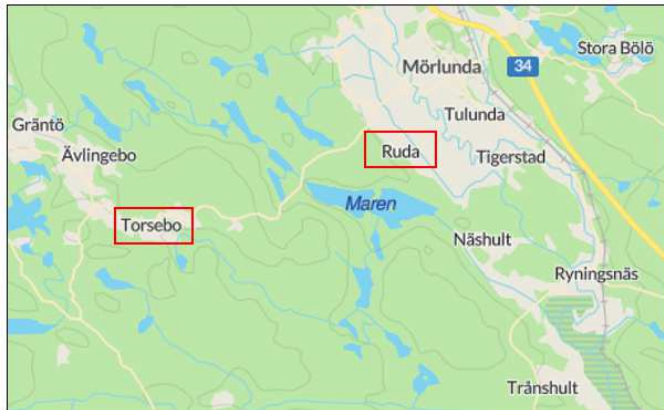 Stora Bölö
Mörlunda
34
Tulunda
Gräntö
Ävlingebo
Ruda
Tigerstad
Maren
Torsebo
Näshult
Ryningsnäs
Trånshult